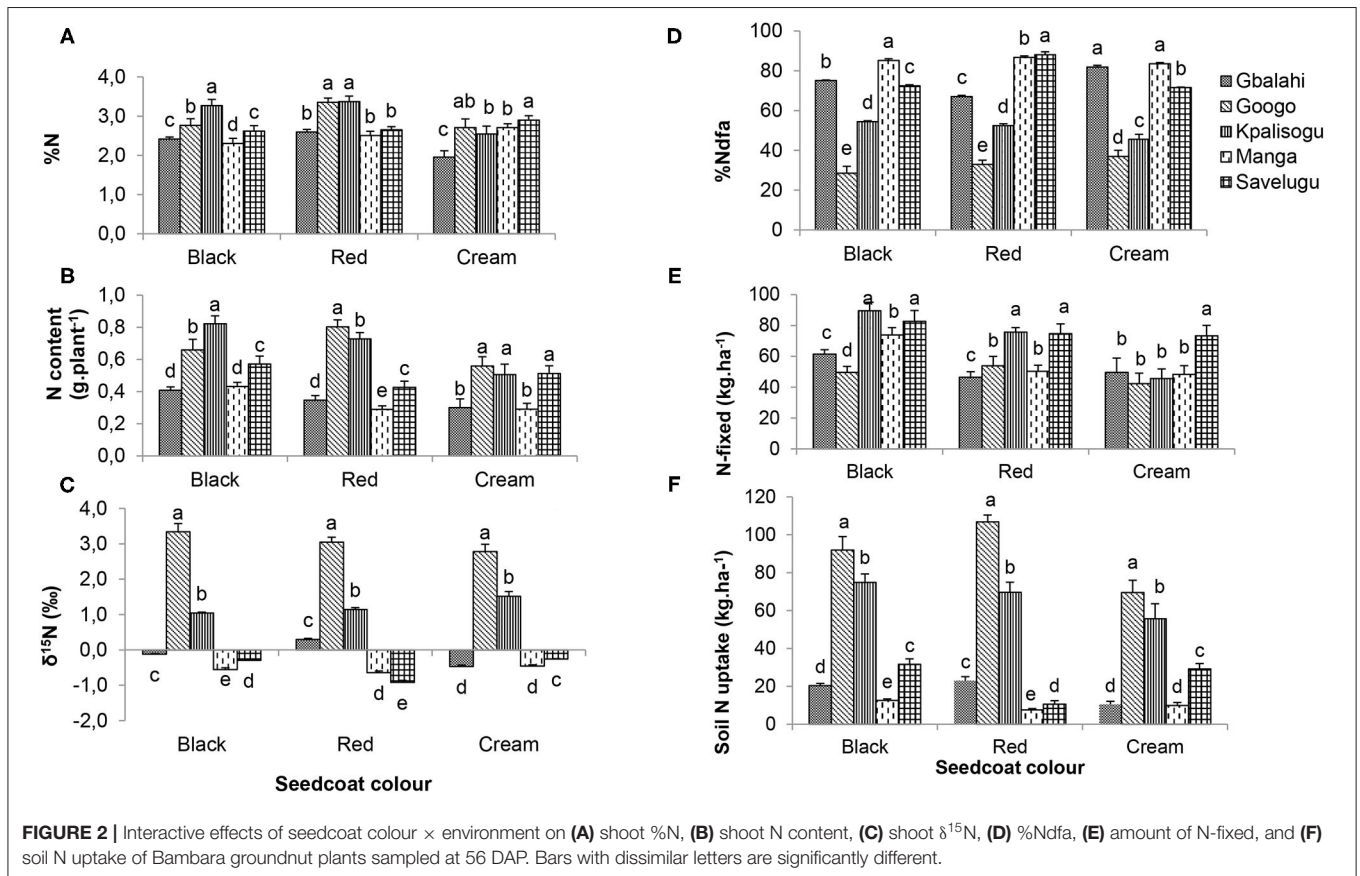 A
%N
4,0
3,0
2,0
1,0
0,0
c b a d c
b a a b b
c ab b b a
Black Red Cream
B
N content
(g.plant-1)
1,0
0,8
0,6
0,4
0,2
0,0
d b a d c
d a b e c
b a a b a
Black Red Cream
C
δ15N (‰)
4,0
3,0
2,0
1,0
0,0
-1,0
-2,0
c a b e d
c a b d e
d a b d c
Black Red Cream
Seedcoat colour
D
%Ndfa
100
80
60
40
20
0
b e d a c
c e d b a
a d c a b
Black Red Cream
Gbalahi
Googo
Kpalisogu
Manga
Savelugu
E
N-fixed (kg.ha-1)
100
80
60
40
20
0
c d a b a
c b a b a
b b b b a
Black Red Cream
F
Soil N uptake (kg.ha-1)
120
100
80
60
40
20
0
d a b e c
c a b e d
d a b d c
Black Red Cream
Seedcoat colour
FIGURE 2 | Interactive effects of seedcoat colour × environment on (A) shoot %N, (B) shoot N content, (C) shoot δ15N, (D) %Ndfa, (E) amount of N-fixed, and (F)
soil N uptake of Bambara groundnut plants sampled at 56 DAP. Bars with dissimilar letters are significantly different.